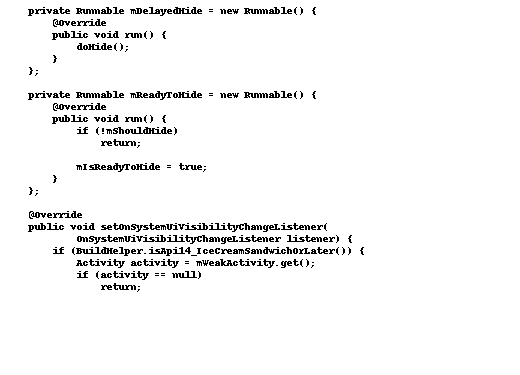 private Runnable mDelayedHide = new Runnable() {
@Override
public void run() {
doHide();
}
};
private Runnable mReadyToHide = new Runnable() {
@Override
public void run() {
if (!mShouldHide)
return;
mIsReadyToHide = true;
}
};
@Override
public void setOnSystemUiVisibilityChangeListener(
OnSystemUiVisibilityChangeListener listener) {
if (BuildHelper.isApi14_IceCreamSandwichOrLater()) {
Activity activity = mWeakActivity.get();
if (activity == null)
return;